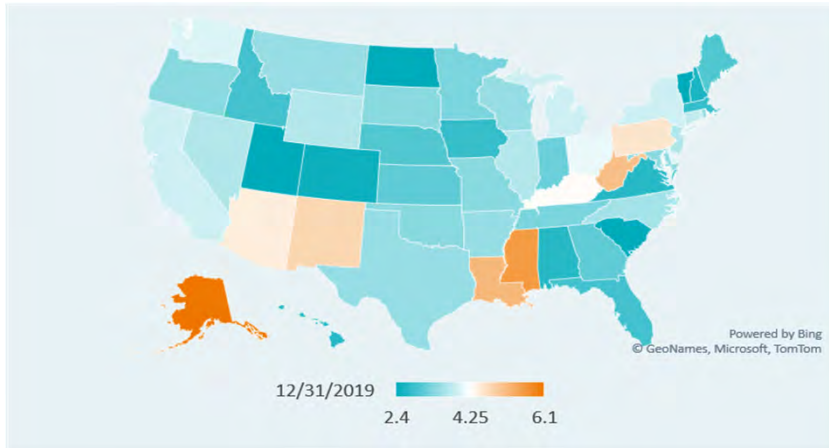 Powered by Bing
© GeoNames, Microsoft, TomTom
12/31/2019
2.4 4.25 6.1